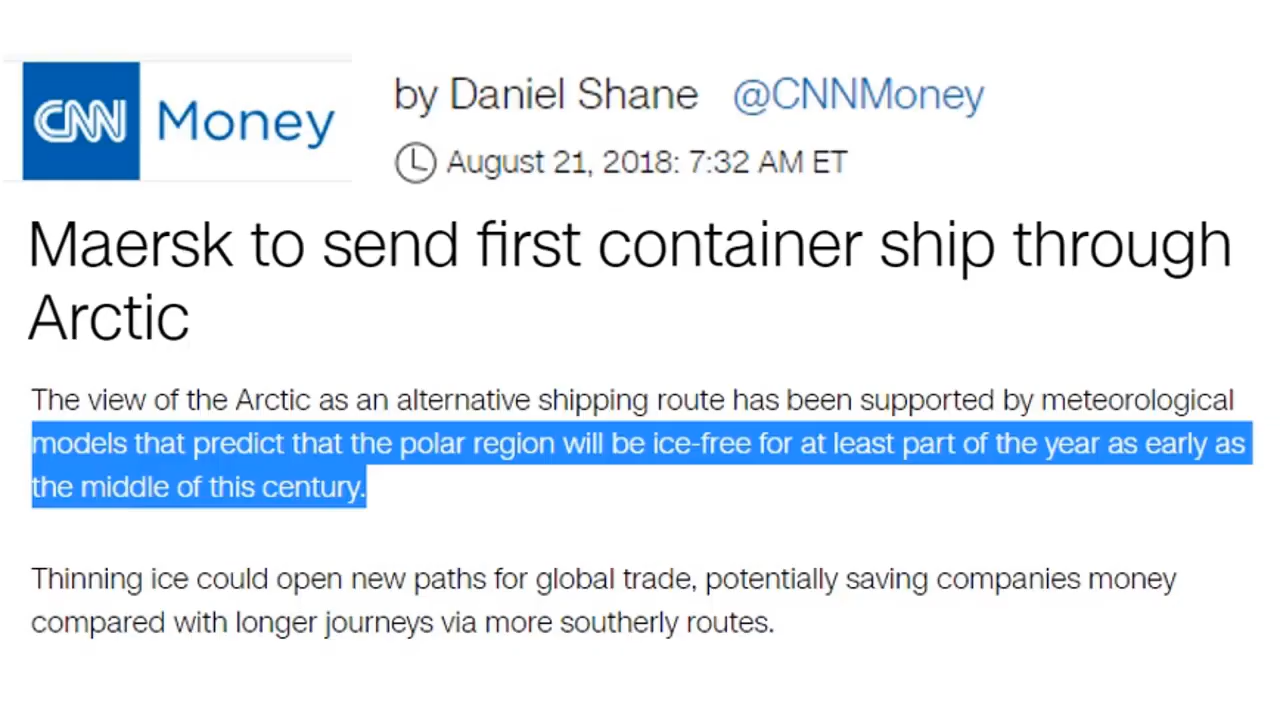 CNN Money
by Daniel Shane @CNNMoney
August 21, 2018: 7:32 AM ET
Maersk to send first container ship through
Arctic
The view of the Arctic as an alternative shipping route has been supported by meteorological
models that predict that the polar region will be ice-free for at least part of the year as early as
the middle of this century.
Thinning ice could open new paths for global trade, potentially saving companies money
compared with longer journeys via more southerly routes.